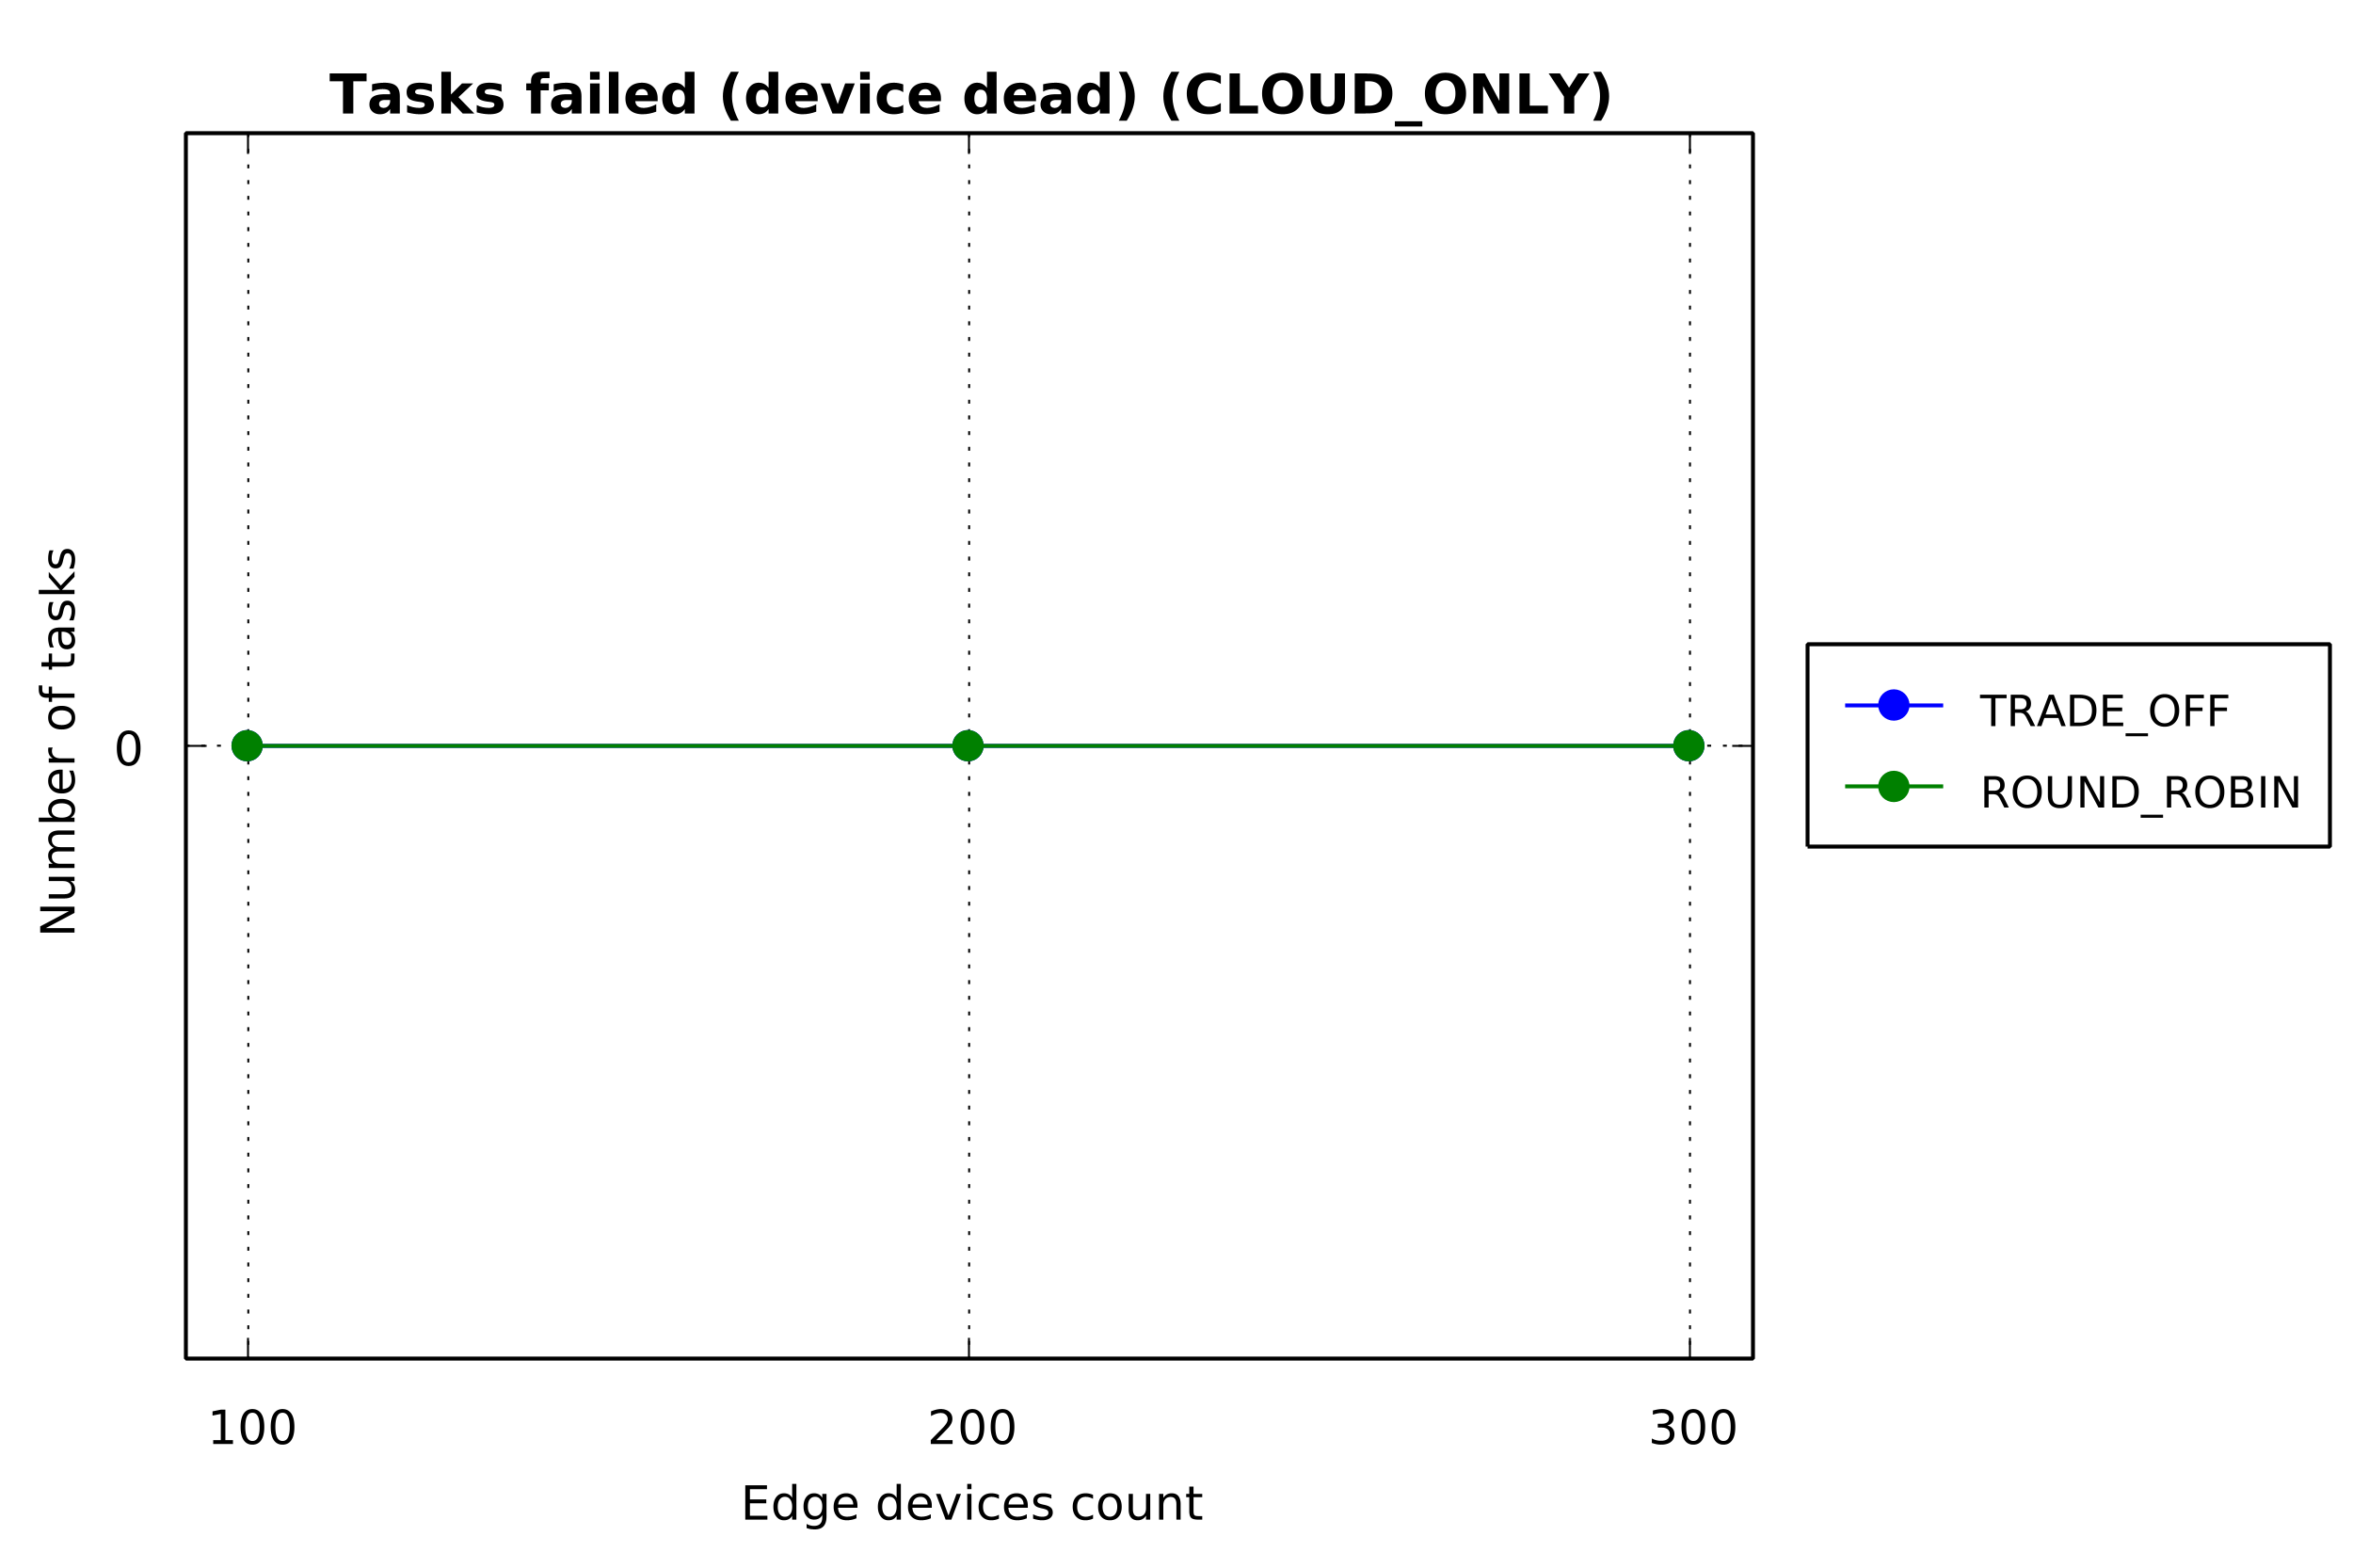 Tasks failed (device dead) (CLOUD_ONLY)
Number of tasks
0
TRADE_OFF
ROUND_ROBIN
100 200 300
Edge devices count